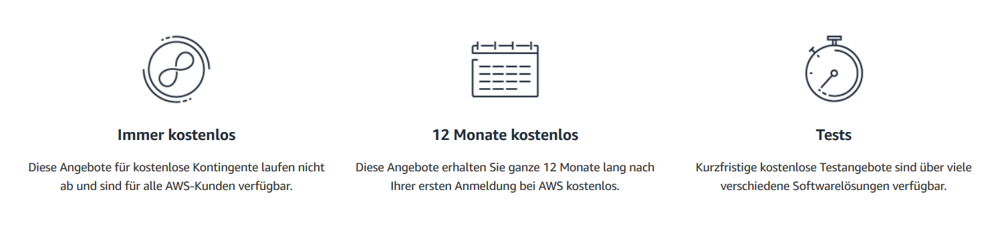 Immer kostenlos
Diese Angebote für kostenlose Kontingente laufen nicht
ab und sind für alle AWS-Kunden verfügbar.
12 Monate kostenlos
Diese Angebote erhalten Sie ganze 12 Monate lang nach
Ihrer ersten Anmeldung bei AWS kostenlos.
Tests
Kurzfristige kostenlose Testangebote sind über viele
verschiedene Softwarelösungen verfügbar.